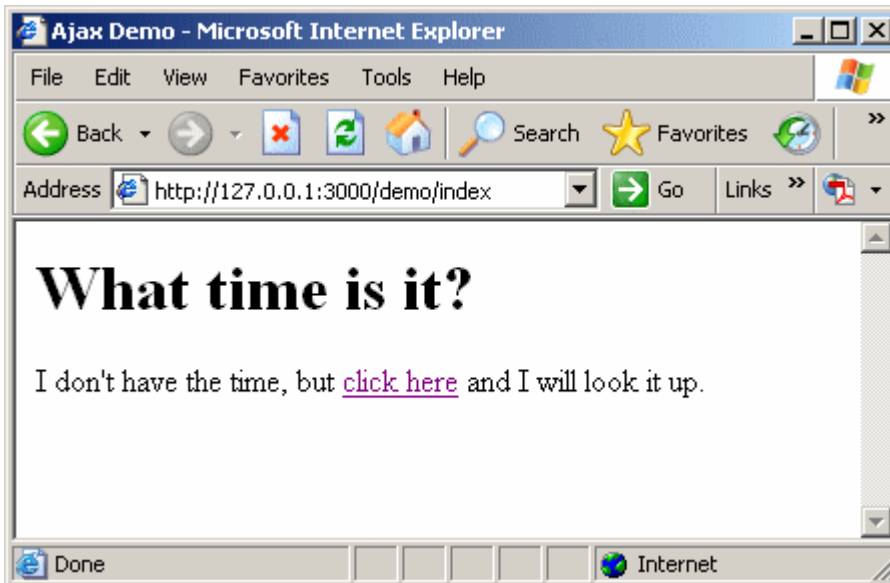 Ajax Demo - Microsoft Internet Explorer
File Edit View Favorites Tools Help
Back Search Favorites »
Address http://127.0.0.1:3000/demo/index Go Links »
What time is it?
I don't have the time, but click here and I will look it up.
Done Internet